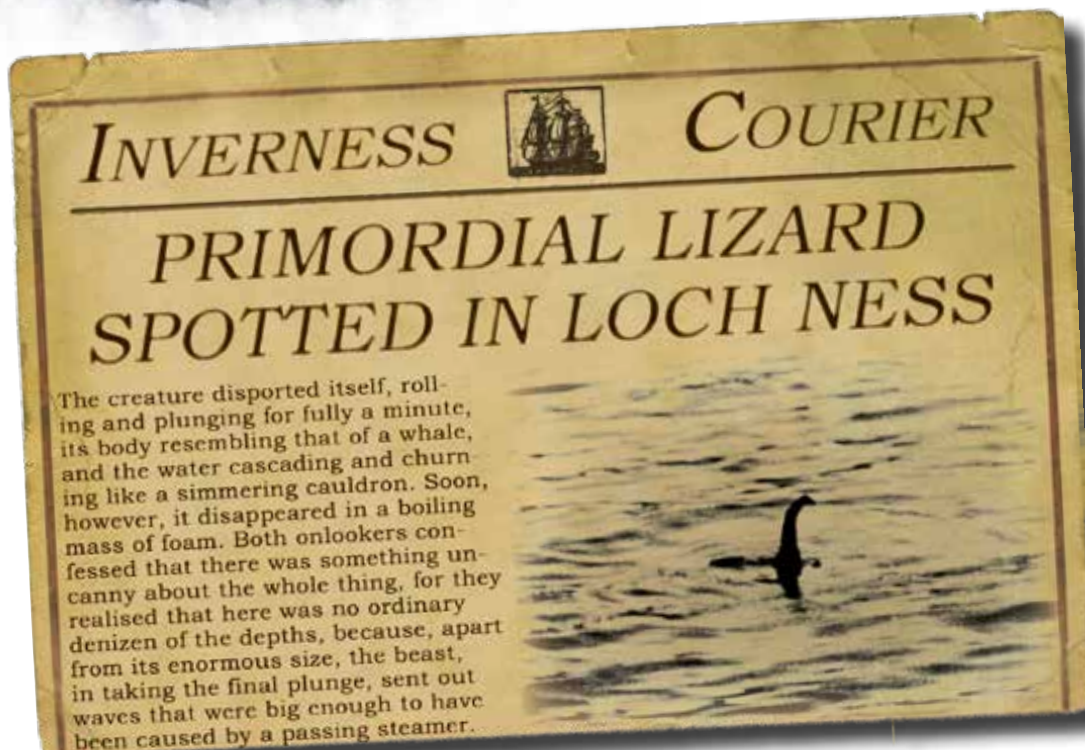 INVERNESS COURIER
PRIMORDIAL LIZARD
SPOTTED IN LOCH NESS
The creature disported itself, roll-
ing and plunging for fully a minute,
its body resembling that of a whale,
and the water cascading and churn
ing like a simmering cauldron. Soon,
however, it disappeared in a boiling
mass of foam. Both onlookers con-
fessed that there was something un-
canny about the whole thing, for they
realised that here was no ordinary
denizen of the depths, because, apart
from its enormous size, the beast,
in taking the final plunge, sent out
waves that were big enough to have
been caused by a passing steamer.